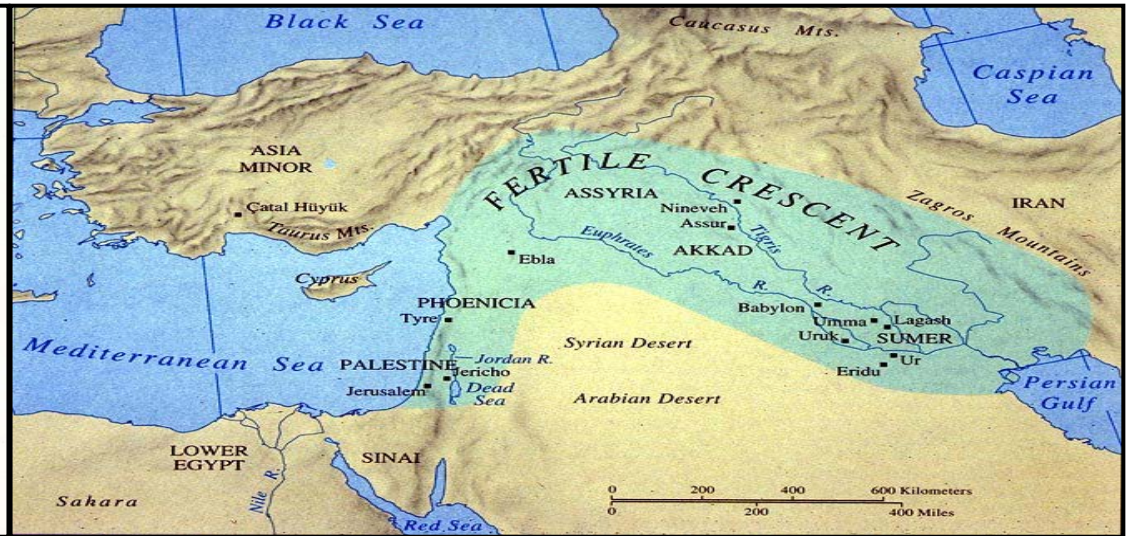 Black Sea
Caucasus Mts.
Caspian
Sea
ASIA
MINOR
FERTILE CRESCENT
ASSYRIA
Zagros
Mountains
IRAN
Çatal Hüyük
Taurus Mts.
Nineveh
Assur
Tigris
R.
AKKAD
Euphrates
R.
Ebla
Cyprus
PHOENICIA
Tyre
Babylon
Umma
Lagash
Uruk
SUMER
Ur
Eridu
Syrian Desert
Mediterranean Sea
PALESTINE
Jordan R.
Jericho
Jerusalem
Dead
Sea
Arabian Desert
Persian
Gulf
LOWER
EGYPT
SINAI
Nile R.
Sahara
Red Sea
0 200 400 600 Kilometers
0 200 400 Miles